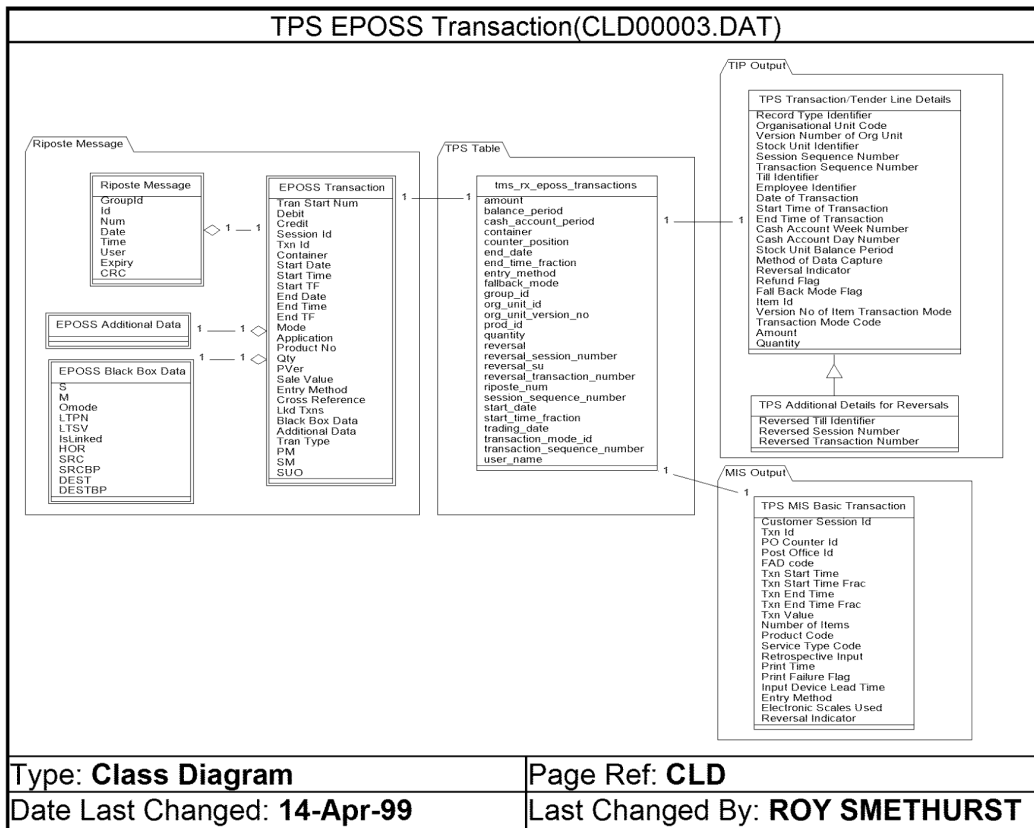 TPS EPOSS Transaction(CLD00003.DAT)
Riposte Message
Riposte Message
GroupId
Id
Num
Date
Time
User
Expiry
CRC
1
1
EPOSS Additional Data
1
1
EPOSS Black Box Data
S
M
Omode
LTPN
LTSV
IsLinked
HOR
SRC
SRCBP
DEST
DESTBP
1
1
EPOSS Transaction
Tran Start Num
Debit
Credit
Session Id
Txn Id
Container
Start Date
Start Time
Start TF
End Date
End Time
End TF
Mode
Application
Product No
Qty
PVer
Sale Value
Entry Method
Cross Reference
Lkd Txns
Black Box Data
Additional Data
Tran Type
PM
SM
SUO
1
1
TPS Table
tms_rx_eposs_transactions
amount
balance_period
cash_account_period
container
counter_position
end_date
end_time_fraction
entry_method
fallback_mode
group_id
org_unit_id
org_unit_version_no
prod_id
quantity
reversal
reversal_session_number
reversal_su
reversal_transaction_number
riposte_num
session_sequence_number
start_date
start_time_fraction
trading_date
transaction_mode_id
transaction_sequence_number
user_name
1
1
1
1
TIP Output
TPS Transaction/Tender Line Details
Record Type Identifier
Organisational Unit Code
Version Number of Org Unit
Stock Unit Identifier
Session Sequence Number
Transaction Sequence Number
Till Identifier
Employee Identifier
Date of Transaction
Start Time of Transaction
End Time of Transaction
Cash Account Week Number
Cash Account Day Number
Stock Unit Balance Period
Method of Data Capture
Reversal Indicator
Refund Flag
Fall Back Mode Flag
Item Id
Version No of Item Transaction Mode
Transaction Mode Code
Amount
Quantity
TPS Additional Details for Reversals
Reversed Till Identifier
Reversed Session Number
Reversed Transaction Number
MIS Output
TPS MIS Basic Transaction
Customer Session Id
Txn Id
PO Counter Id
Post Office Id
FAD code
Txn Start Time
Txn Start Time Frac
Txn End Time
Txn End Time Frac
Txn Value
Number of Items
Product Code
Service Type Code
Retrospective Input
Print Time
Print Failure Flag
Input Device Lead Time
Entry Method
Electronic Scales Used
Reversal Indicator
Type: Class Diagram
Page Ref: CLD
Date Last Changed: 14-Apr-99
Last Changed By: ROY SMETHURST